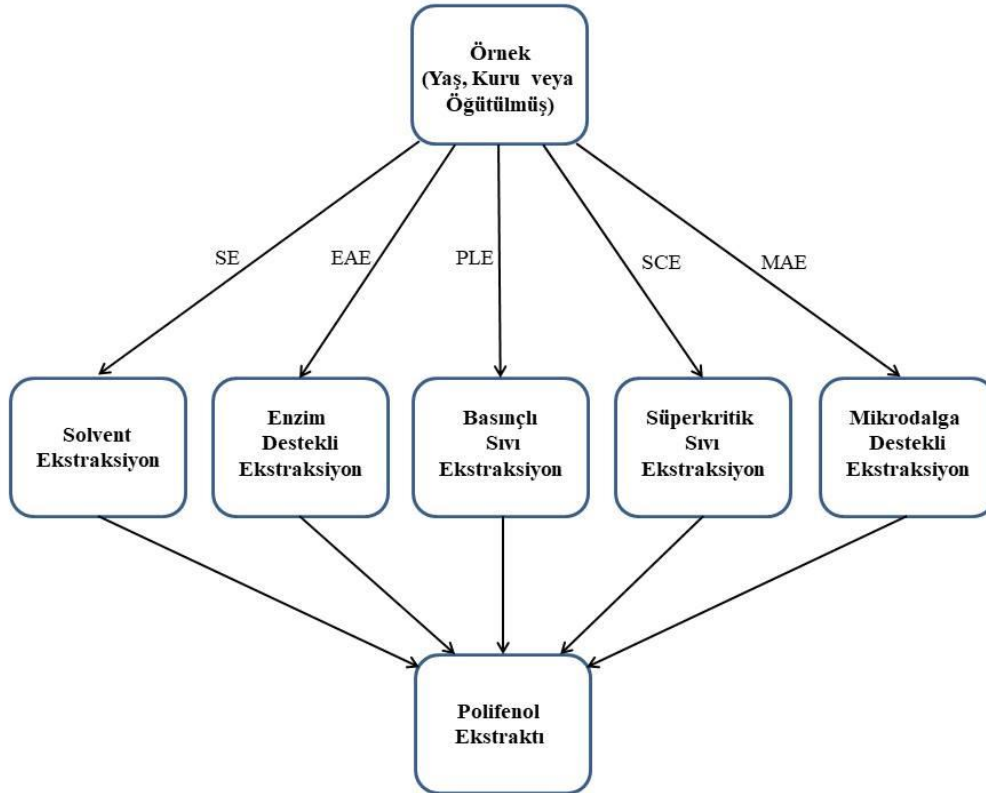 Örnek
(Yaş, Kuru veya
Öğütülmüş)
SE
EAE
PLE
SCE
MAE
Solvent
Ekstraksiyon
Enzim
Destekli
Ekstraksiyon
Basınçlı
Sıvı
Ekstraksiyon
Süperkritik
Sıvı
Ekstraksiyon
Mikrodalga
Destekli
Ekstraksiyon
Polifenol
Ekstraktı